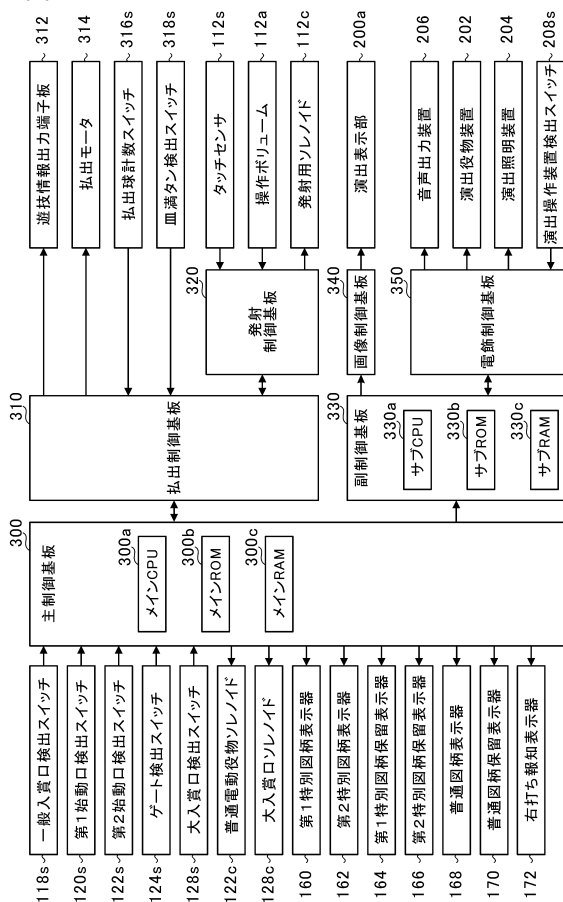 312
遊技情報出力端子板
314
払出モータ
316s
払出球計数スイッチ
318s
皿満タン検出スイッチ
112s
タッチセンサ
112a
操作ボリューム
112c
発射用ソレノイド
200a
演出表示部
206
音声出力装置
202
演出役物装置
204
演出照明装置
208s
演出操作装置検出スイッチ
320
発射
制御基板
340
画像制御基板
350
電飾制御基板
310
払出制御基板
330
副制御基板
330a
サブCPU
330b
サブROM
330c
サブRAM
300
主制御基板
300a
メインCPU
300b
メインROM
300c
メインRAM
一般入賞口検出スイッチ
118s
第1始動口検出スイッチ
120s
第2始動口検出スイッチ
122s
ゲート検出スイッチ
124s
大入賞口検出スイッチ
128s
普通電動役物ソレノイド
122c
大入賞口ソレノイド
128c
第1特別図柄表示器
160
第2特別図柄表示器
162
第1特別図柄保留表示器
164
第2特別図柄保留表示器
166
普通図柄表示器
168
普通図柄保留表示器
170
右打ち報知表示器
172